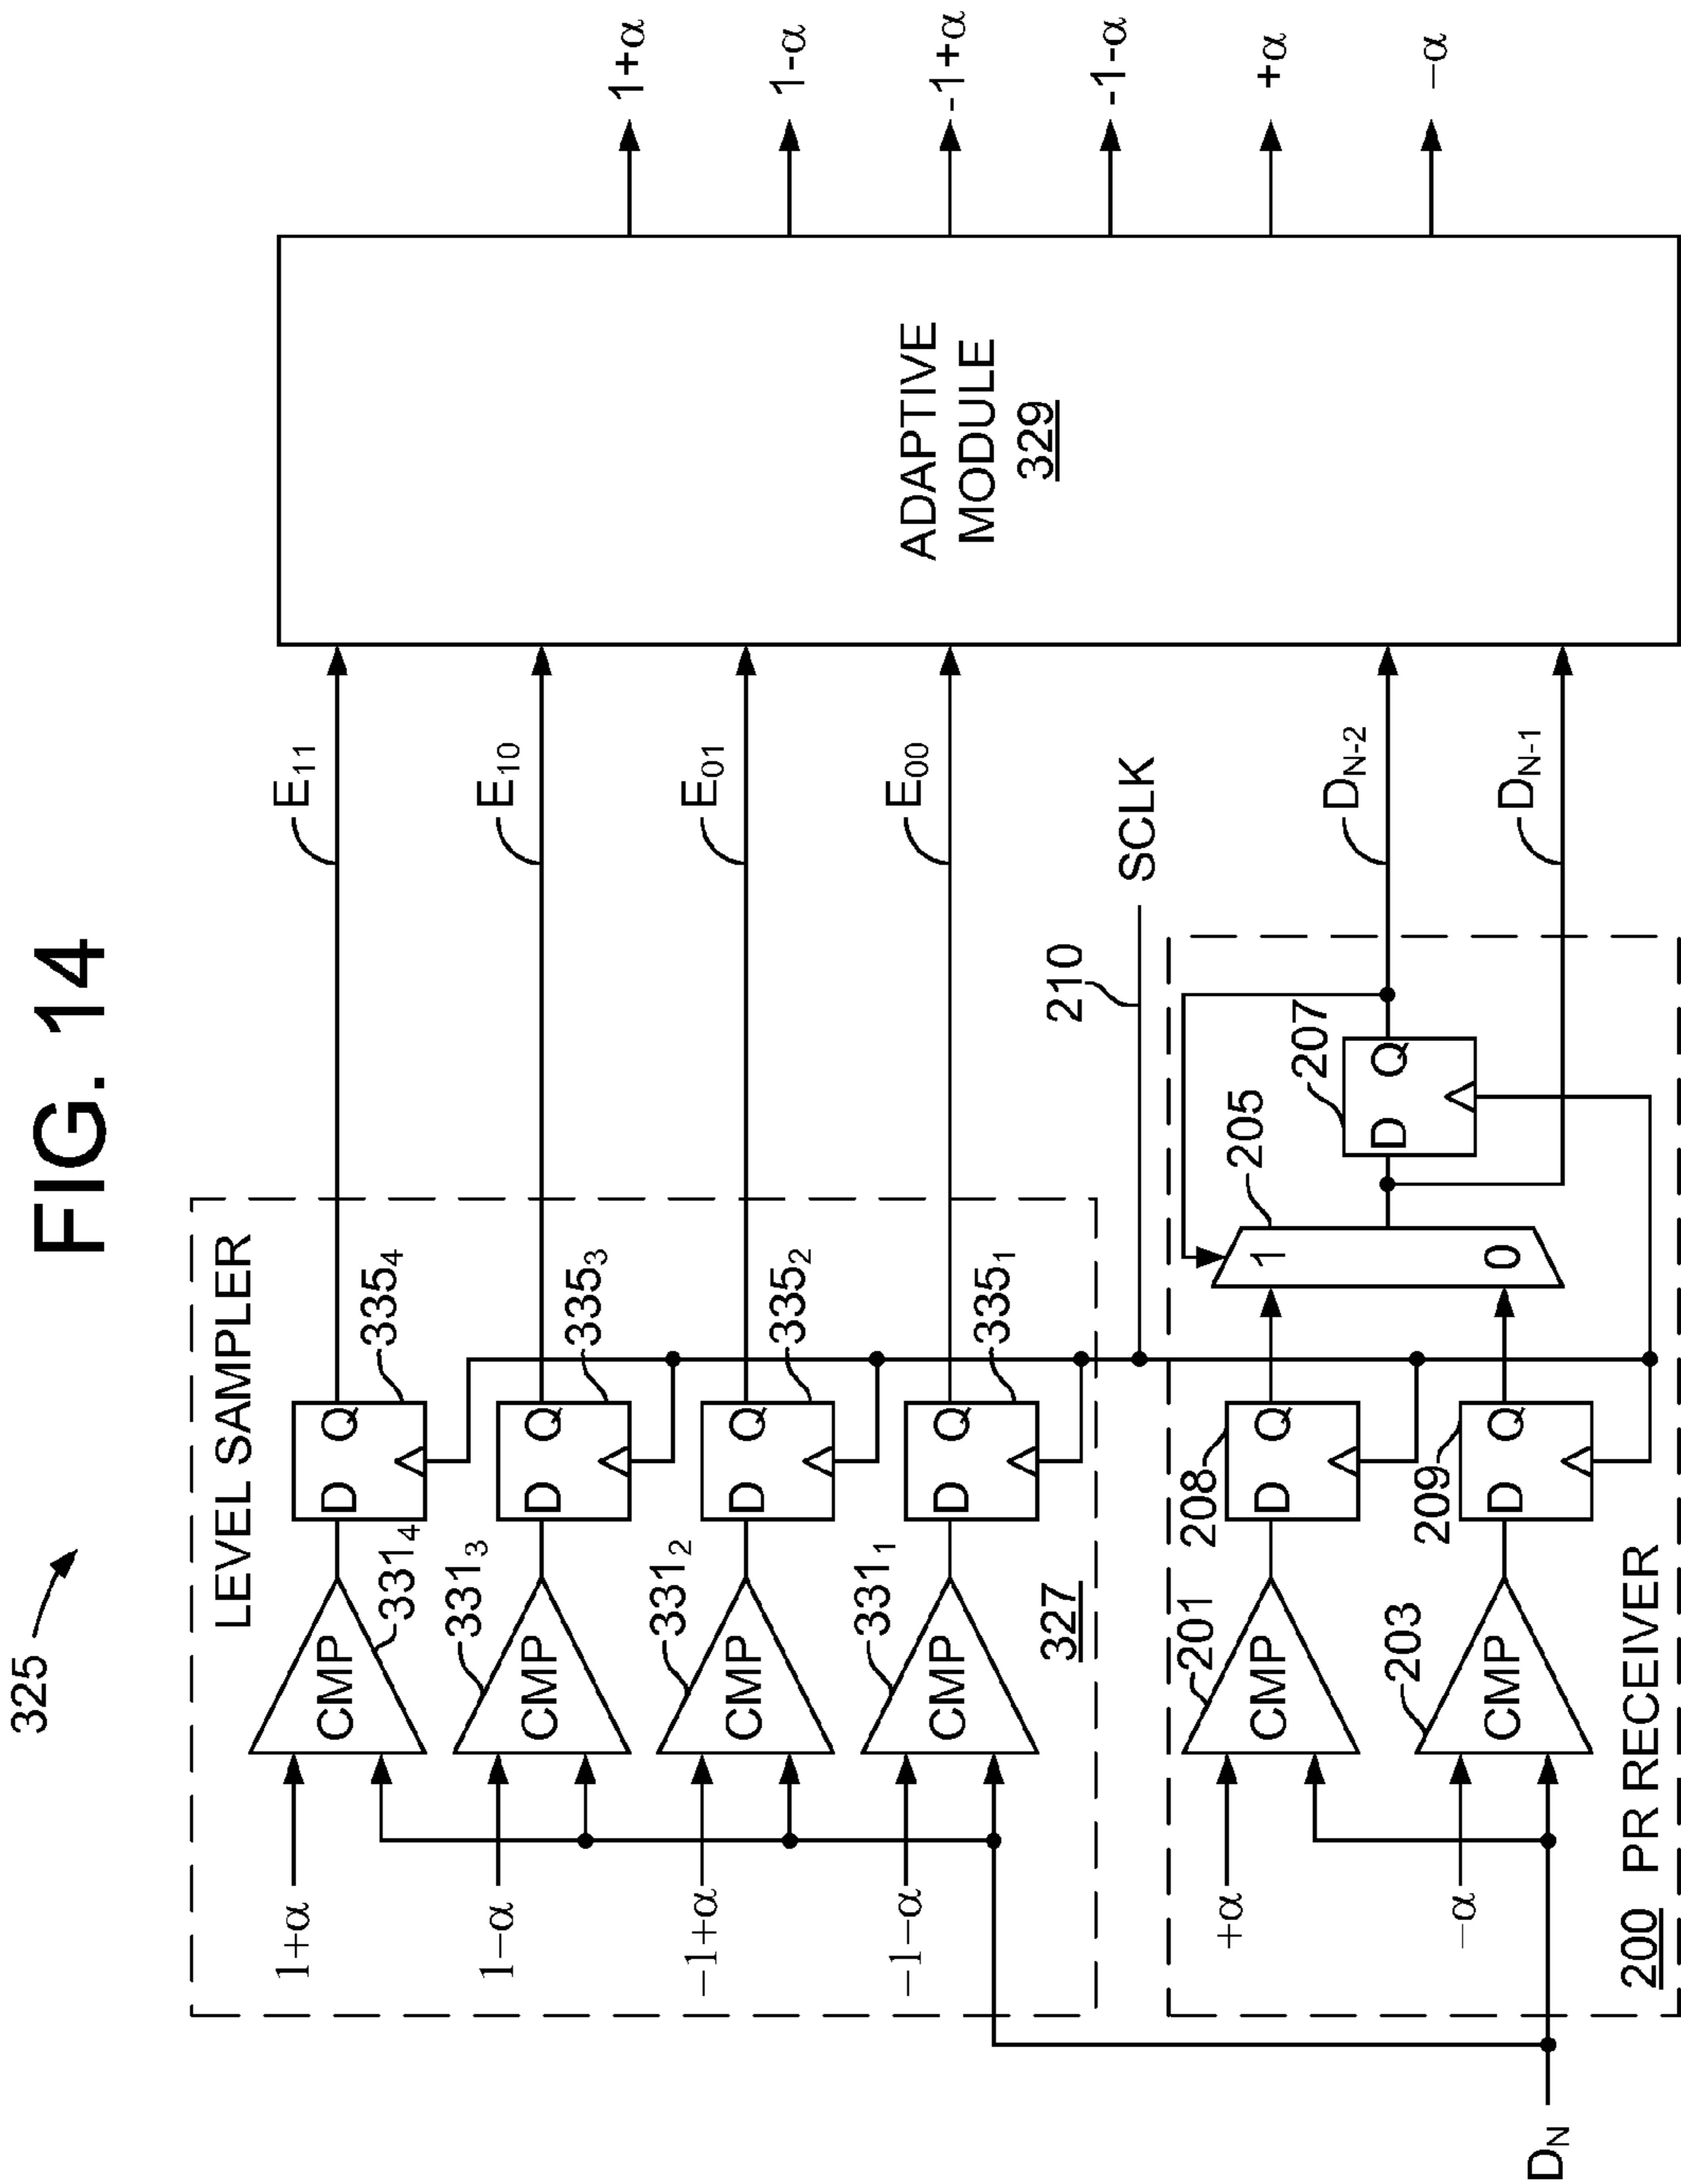 FIG. 14
325
LEVEL SAMPLER
1+α
CMP
331₄
D Q
335₄
E₁₁
1−α
CMP
331₃
D Q
335₃
E₁₀
−1+α
CMP
331₂
D Q
335₂
E₀₁
−1−α
CMP
331₁
D Q
335₁
E₀₀
327
210
SCLK
+α
CMP
201
208
D Q
−α
CMP
203
209
D Q
1
0
205
D Q
207
D_N-2
D_N-1
200 PR RECEIVER
D_N
ADAPTIVE
MODULE
329
1+α
1-α
-1+α
-1-α
+α
−α